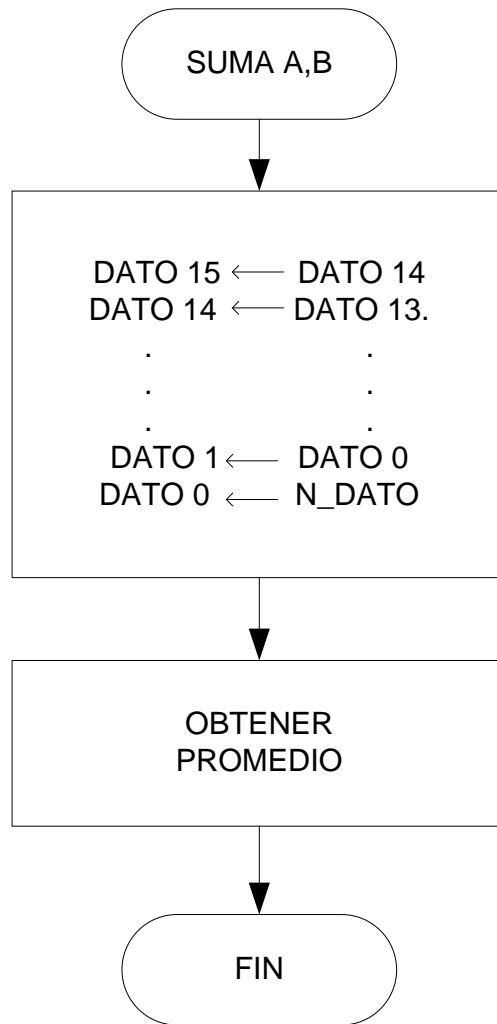 SUMA A,B
DATO 15 ← DATO 14
DATO 14 ← DATO 13.
. .
. .
. .
DATO 1 ← DATO 0
DATO 0 ← N_DATO
OBTENER
PROMEDIO
FIN